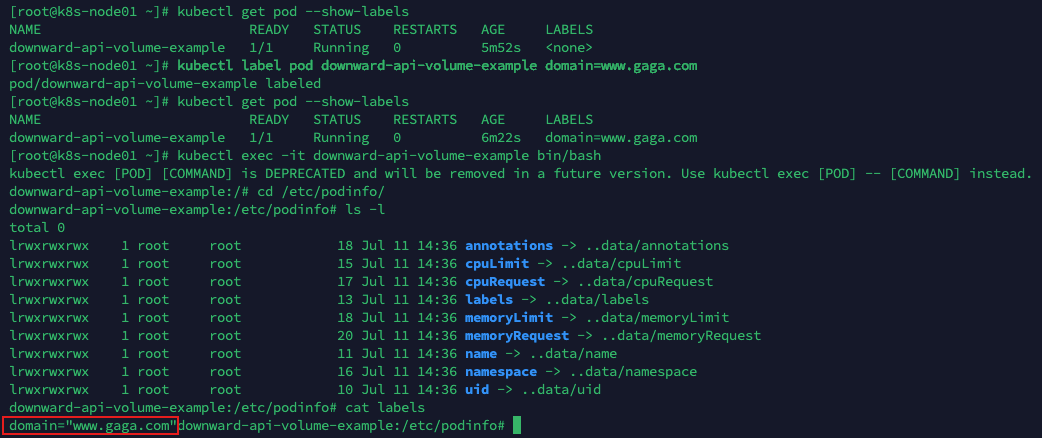 [root@k8s-node01 ~]# kubectl get pod --show-labels
NAME READY STATUS RESTARTS AGE LABELS
downward-api-volume-example 1/1 Running 0 5m52s <none>
[root@k8s-node01 ~]# kubectl label pod downward-api-volume-example domain=www.gaga.com
pod/downward-api-volume-example labeled
[root@k8s-node01 ~]# kubectl get pod --show-labels
NAME READY STATUS RESTARTS AGE LABELS
downward-api-volume-example 1/1 Running 0 6m22s domain=www.gaga.com
[root@k8s-node01 ~]# kubectl exec -it downward-api-volume-example bin/bash
kubectl exec [POD] [COMMAND] is DEPRECATED and will be removed in a future version. Use kubectl exec [POD] -- [COMMAND] instead.
downward-api-volume-example:/# cd /etc/podinfo/
downward-api-volume-example:/etc/podinfo# ls -l
total 0
lrwxrwxrwx 1 root root 18 Jul 11 14:36 annotations -> ..data/annotations
lrwxrwxrwx 1 root root 15 Jul 11 14:36 cpuLimit -> ..data/cpuLimit
lrwxrwxrwx 1 root root 17 Jul 11 14:36 cpuRequest -> ..data/cpuRequest
lrwxrwxrwx 1 root root 13 Jul 11 14:36 labels -> ..data/labels
lrwxrwxrwx 1 root root 18 Jul 11 14:36 memoryLimit -> ..data/memoryLimit
lrwxrwxrwx 1 root root 20 Jul 11 14:36 memoryRequest -> ..data/memoryRequest
lrwxrwxrwx 1 root root 11 Jul 11 14:36 name -> ..data/name
lrwxrwxrwx 1 root root 16 Jul 11 14:36 namespace -> ..data/namespace
lrwxrwxrwx 1 root root 10 Jul 11 14:36 uid -> ..data/uid
downward-api-volume-example:/etc/podinfo# cat labels
domain="www.gaga.com"downward-api-volume-example:/etc/podinfo#